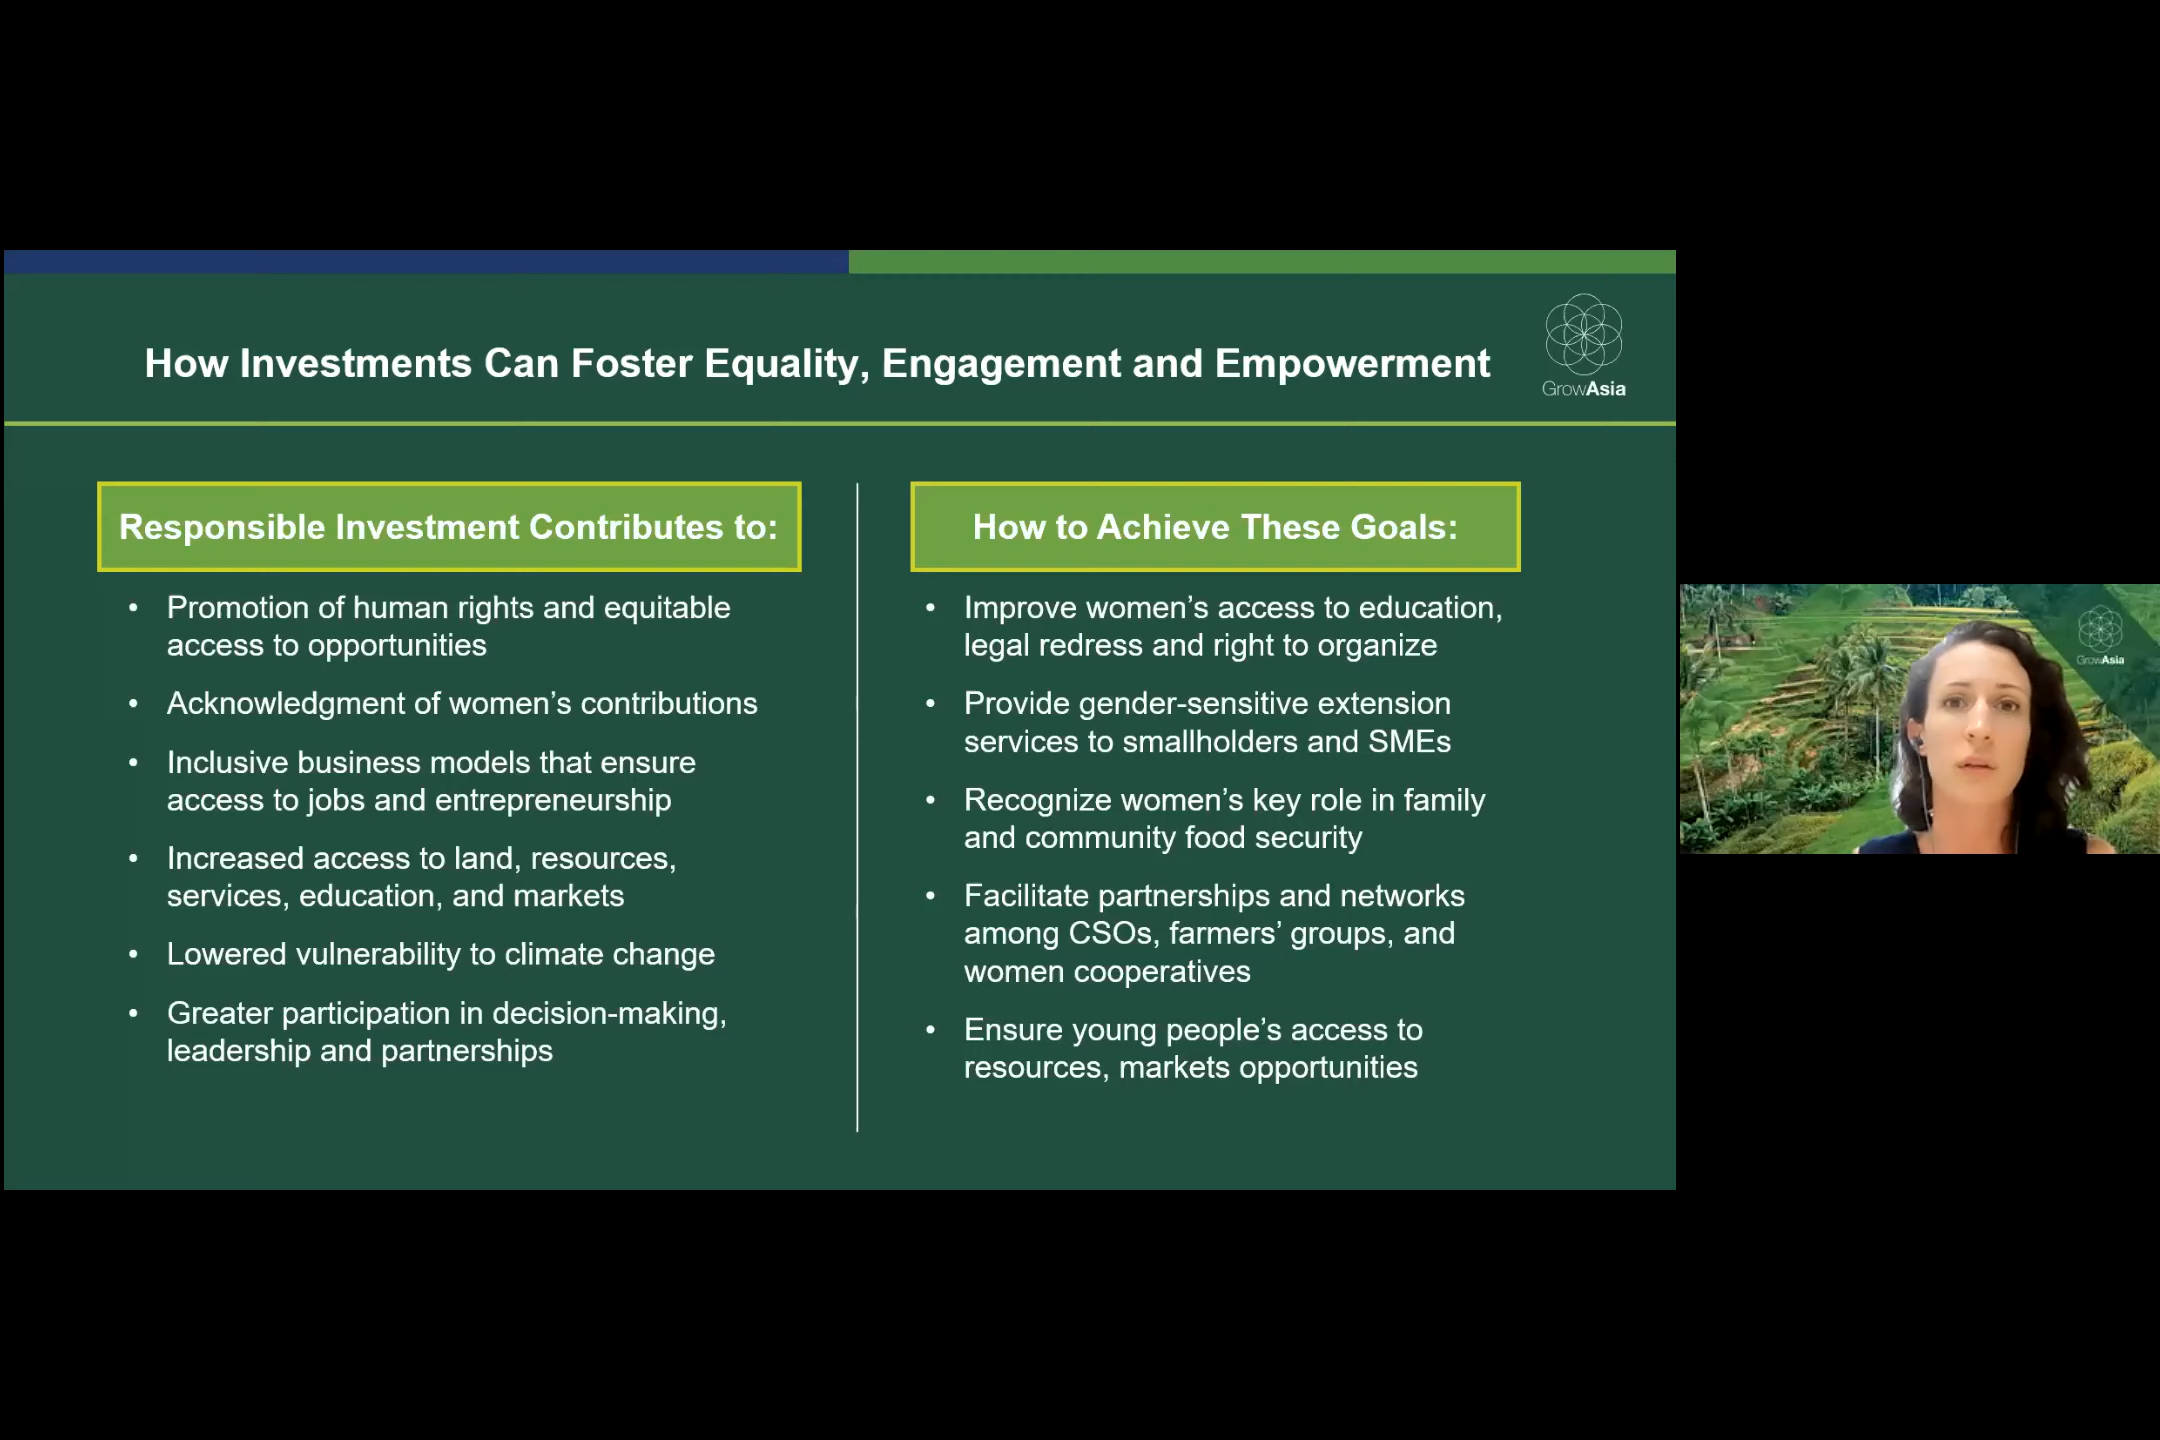 How Investments Can Foster Equality, Engagement and Empowerment
GrowAsia
Responsible Investment Contributes to:
• Promotion of human rights and equitable
access to opportunities
• Acknowledgment of women’s contributions
• Inclusive business models that ensure
access to jobs and entrepreneurship
• Increased access to land, resources,
services, education, and markets
• Lowered vulnerability to climate change
• Greater participation in decision-making,
leadership and partnerships
How to Achieve These Goals:
• Improve women’s access to education,
legal redress and right to organize
• Provide gender-sensitive extension
services to smallholders and SMEs
• Recognize women’s key role in family
and community food security
• Facilitate partnerships and networks
among CSOs, farmers’ groups, and
women cooperatives
• Ensure young people’s access to
resources, markets opportunities
GrowAsia